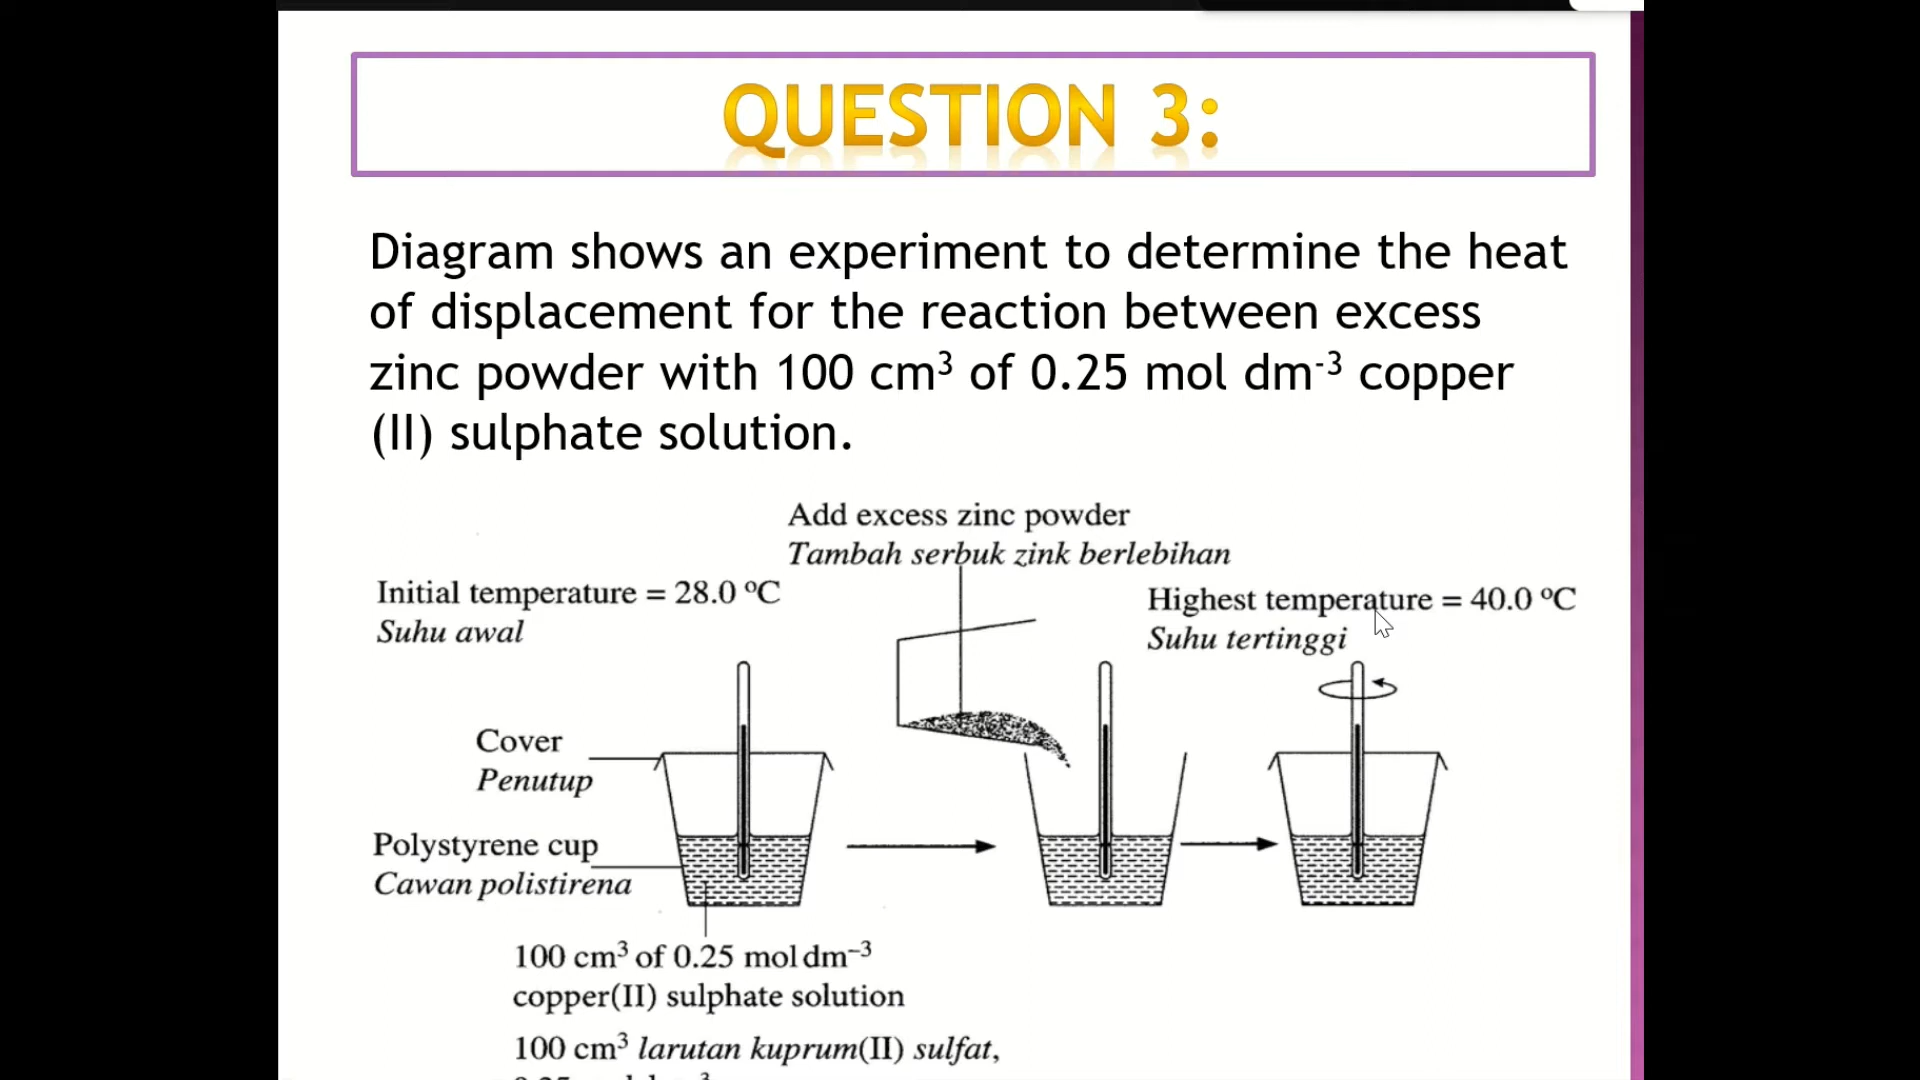 QUESTION 3:
Diagram shows an experiment to determine the heat
of displacement for the reaction between excess
zinc powder with 100 cm³ of 0.25 mol dm⁻³ copper
(II) sulphate solution.
Add excess zinc powder
Tambah serbuk zink berlebihan
Initial temperature = 28.0 ºC
Suhu awal
Highest temperature = 40.0 ºC
Suhu tertinggi
Cover
Penutup
Polystyrene cup
Cawan polistirena
100 cm³ of 0.25 mol dm⁻³
copper(II) sulphate solution
100 cm³ larutan kuprum(II) sulfat,